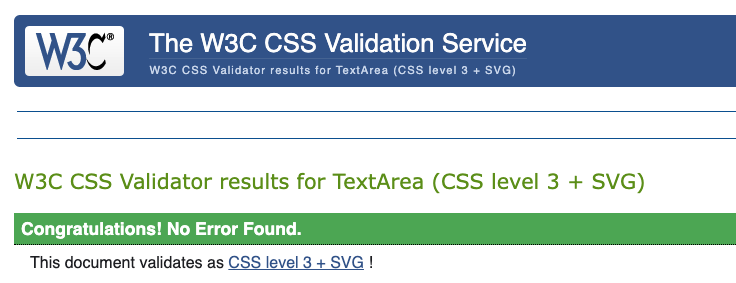 W3C®
The W3C CSS Validation Service
W3C CSS Validator results for TextArea (CSS level 3 + SVG)
W3C CSS Validator results for TextArea (CSS level 3 + SVG)
Congratulations! No Error Found.
This document validates as CSS level 3 + SVG !